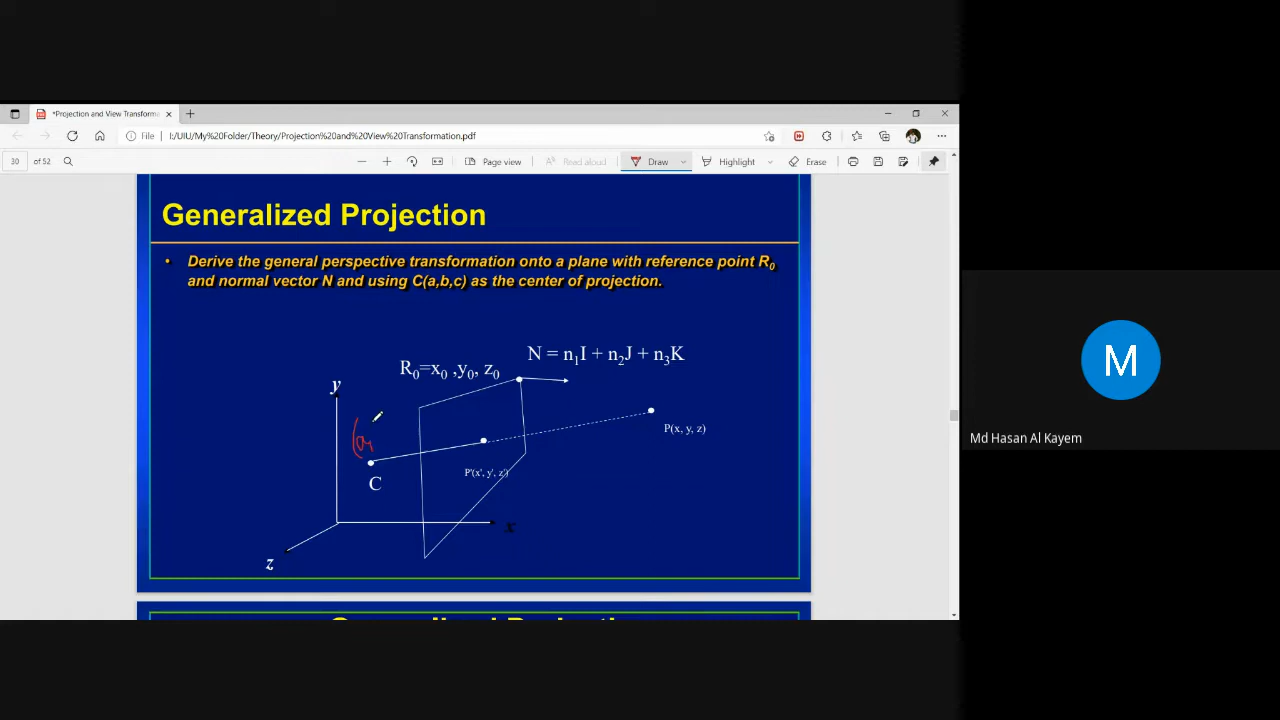 *Projection and View Transforma
File
I:/UIU/My%20Folder/Theory/Projection%20and%20View%20Transformation.pdf
30 of 52
Page view
Read aloud
Draw
Highlight
Erase
Generalized Projection
• Derive the general perspective transformation onto a plane with reference point R0
and normal vector N and using C(a,b,c) as the center of projection.
N = n1I + n2J + n3K
R0=x0 ,y0, z0
y
P(x, y, z)
(a,
Md Hasan Al Kayem
M
P'(x', y', z')
C
x
z